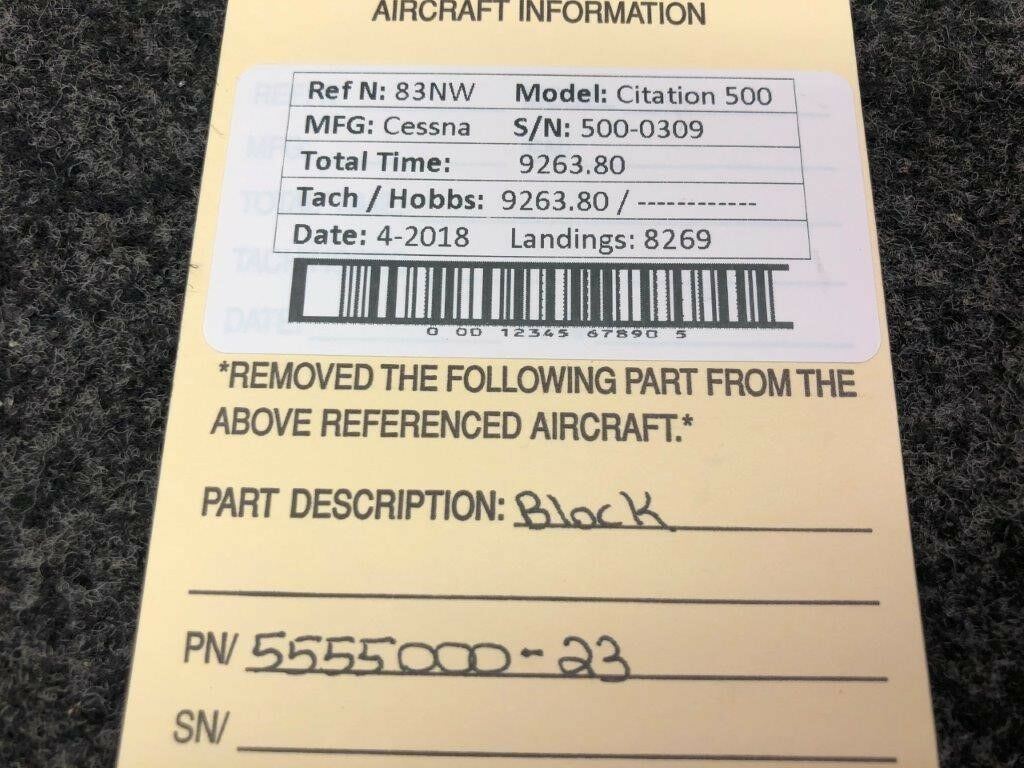 AIRCRAFT INFORMATION
Ref N: 83NW Model: Citation 500
MFG: Cessna S/N: 500-0309
Total Time: 9263.80
Tach / Hobbs: 9263.80 / ------------
Date: 4-2018 Landings: 8269
0 00 12345 67890 5
*REMOVED THE FOLLOWING PART FROM THE
ABOVE REFERENCED AIRCRAFT.*
PART DESCRIPTION: Block
PN/ 5555000-23
SN/